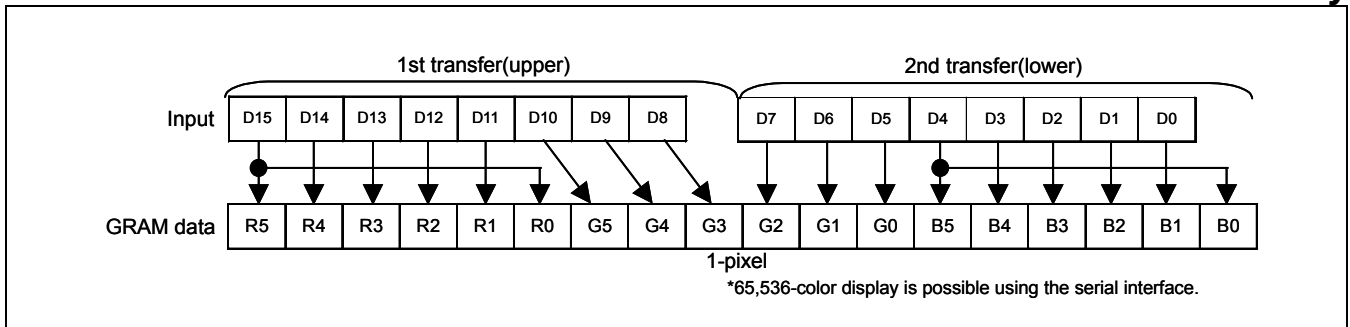 1st transfer(upper) 2nd transfer(lower)
Input D15 D14 D13 D12 D11 D10 D9 D8 D7 D6 D5 D4 D3 D2 D1 D0
GRAM data R5 R4 R3 R2 R1 R0 G5 G4 G3 G2 G1 G0 B5 B4 B3 B2 B1 B0
1-pixel
*65,536-color display is possible using the serial interface.